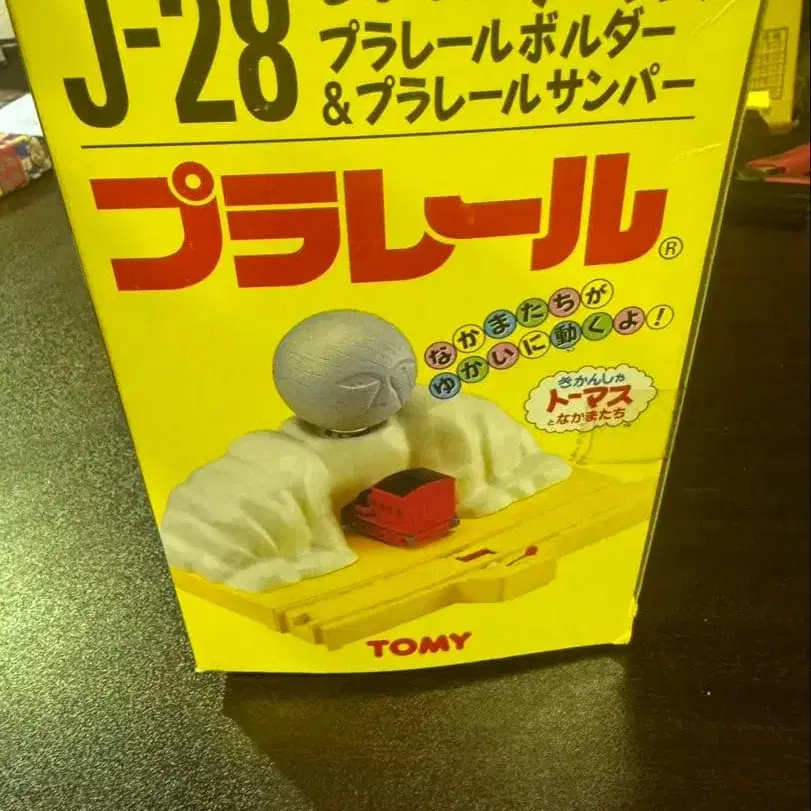 J-28
プラレールボルダー
&プラレールサンパー
プラレール®
なかまたちが
ゆかいに動くよ!
きかんしゃ
トーマス
となかまたち
TOMY